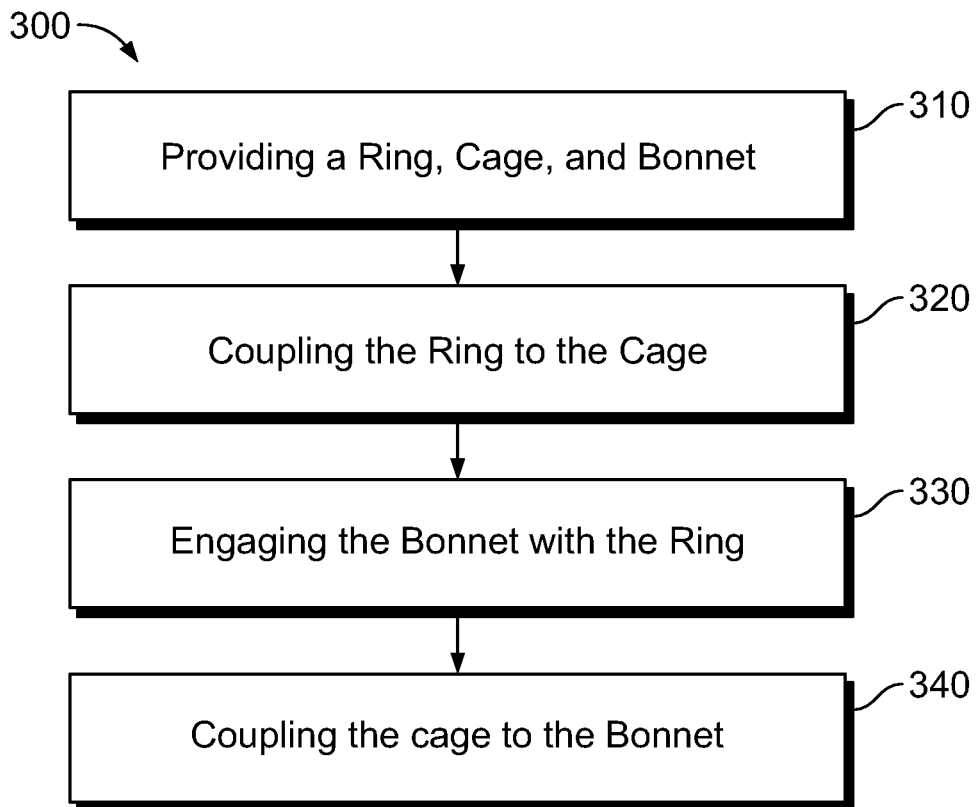 300
310
Providing a Ring, Cage, and Bonnet
320
Coupling the Ring to the Cage
330
Engaging the Bonnet with the Ring
340
Coupling the cage to the Bonnet